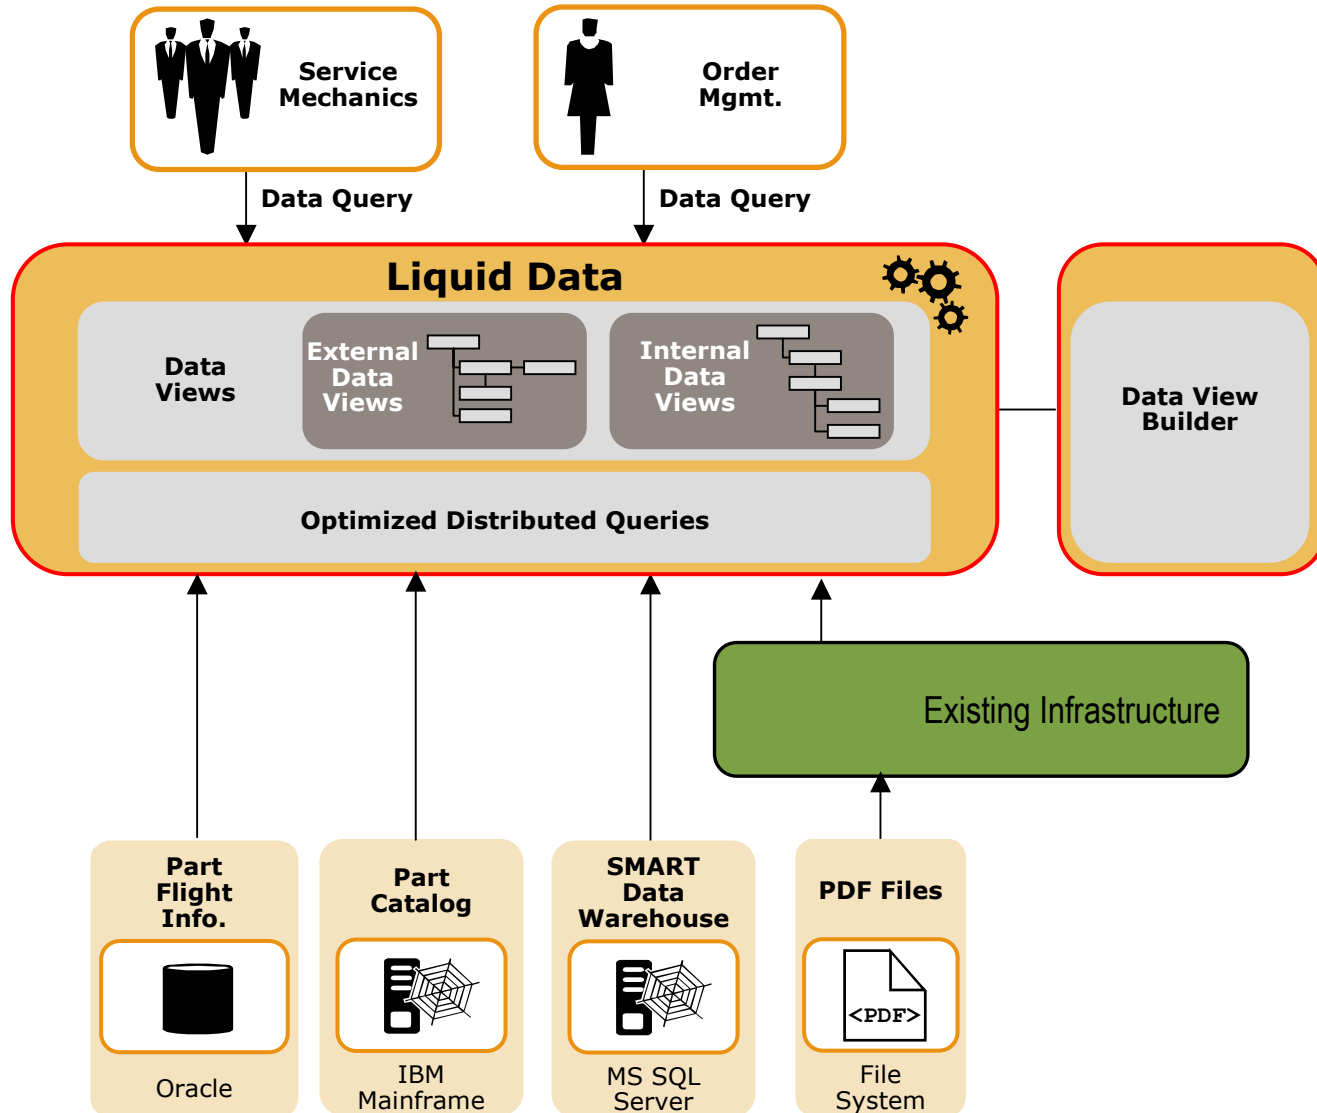 Service
Mechanics
Order
Mgmt.
Data Query
Data Query
Liquid Data
Data
Views
External
Data
Views
Internal
Data
Views
Data View
Builder
Optimized Distributed Queries
Existing Infrastructure
Part
Flight
Info.
Part
Catalog
SMART
Data
Warehouse
PDF Files
<PDF>
Oracle
IBM
Mainframe
MS SQL
Server
File
System